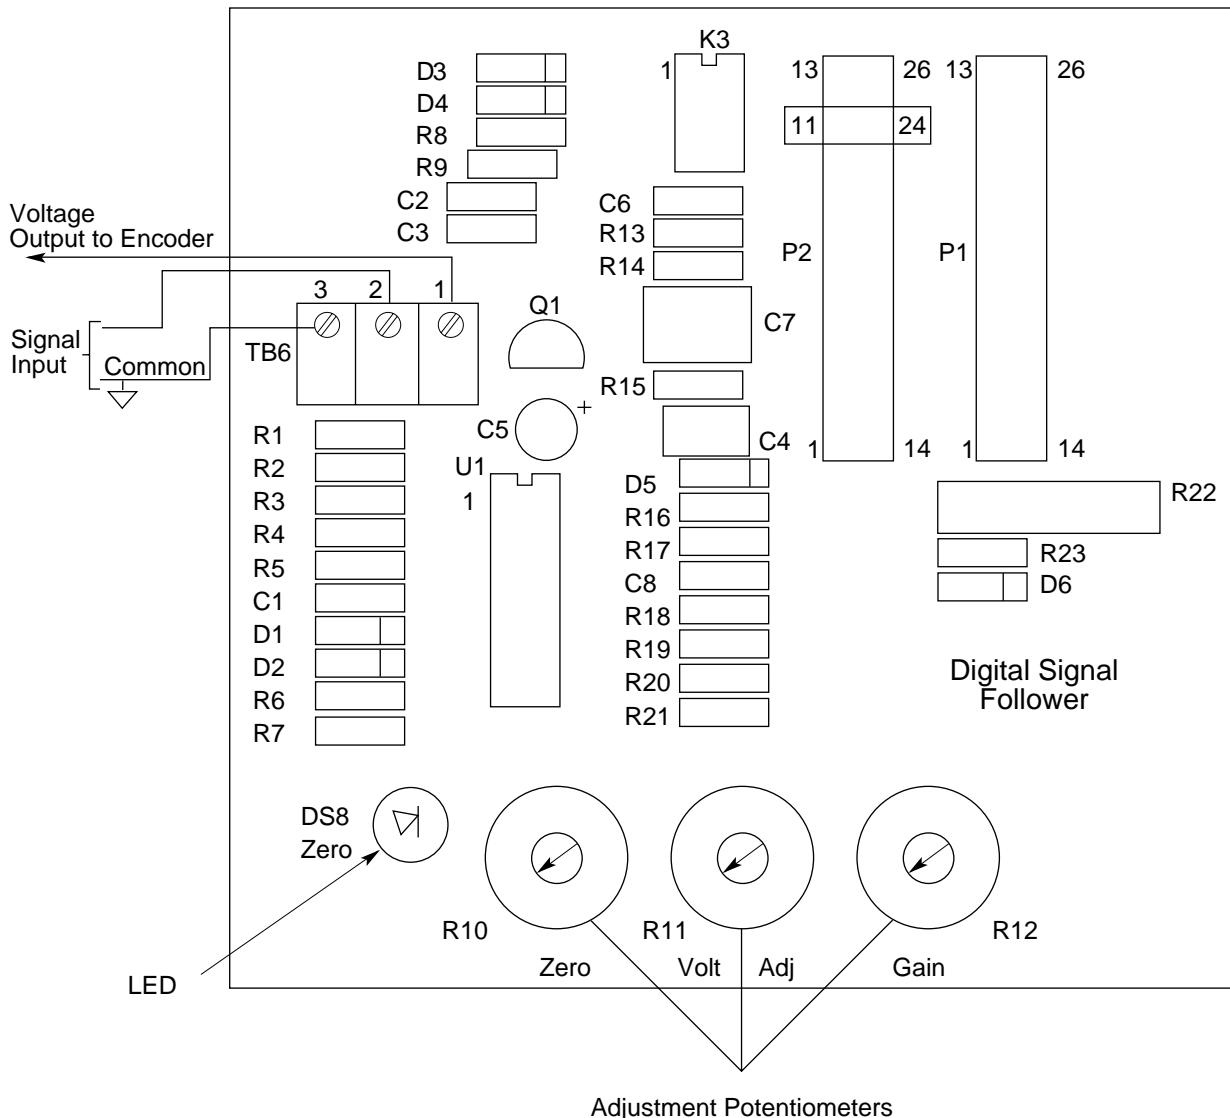 K3
1
D3
D4
R8
R9
C2
C3
13 26
11 24
13 26
C6
R13
R14
P2
P1
Voltage
Output to Encoder
3 2 1
Q1
C7
Signal
Input
Common
TB6
R15
C5 +
C4
1 14
1 14
R1
R2
R3
R4
R5
C1
D1
D2
R6
R7
U1
1
D5
R16
R17
C8
R18
R19
R20
R21
R22
R23
D6
Digital Signal
Follower
DS8
Zero
R10
R11
R12
Zero
Volt Adj
Gain
LED
Adjustment Potentiometers